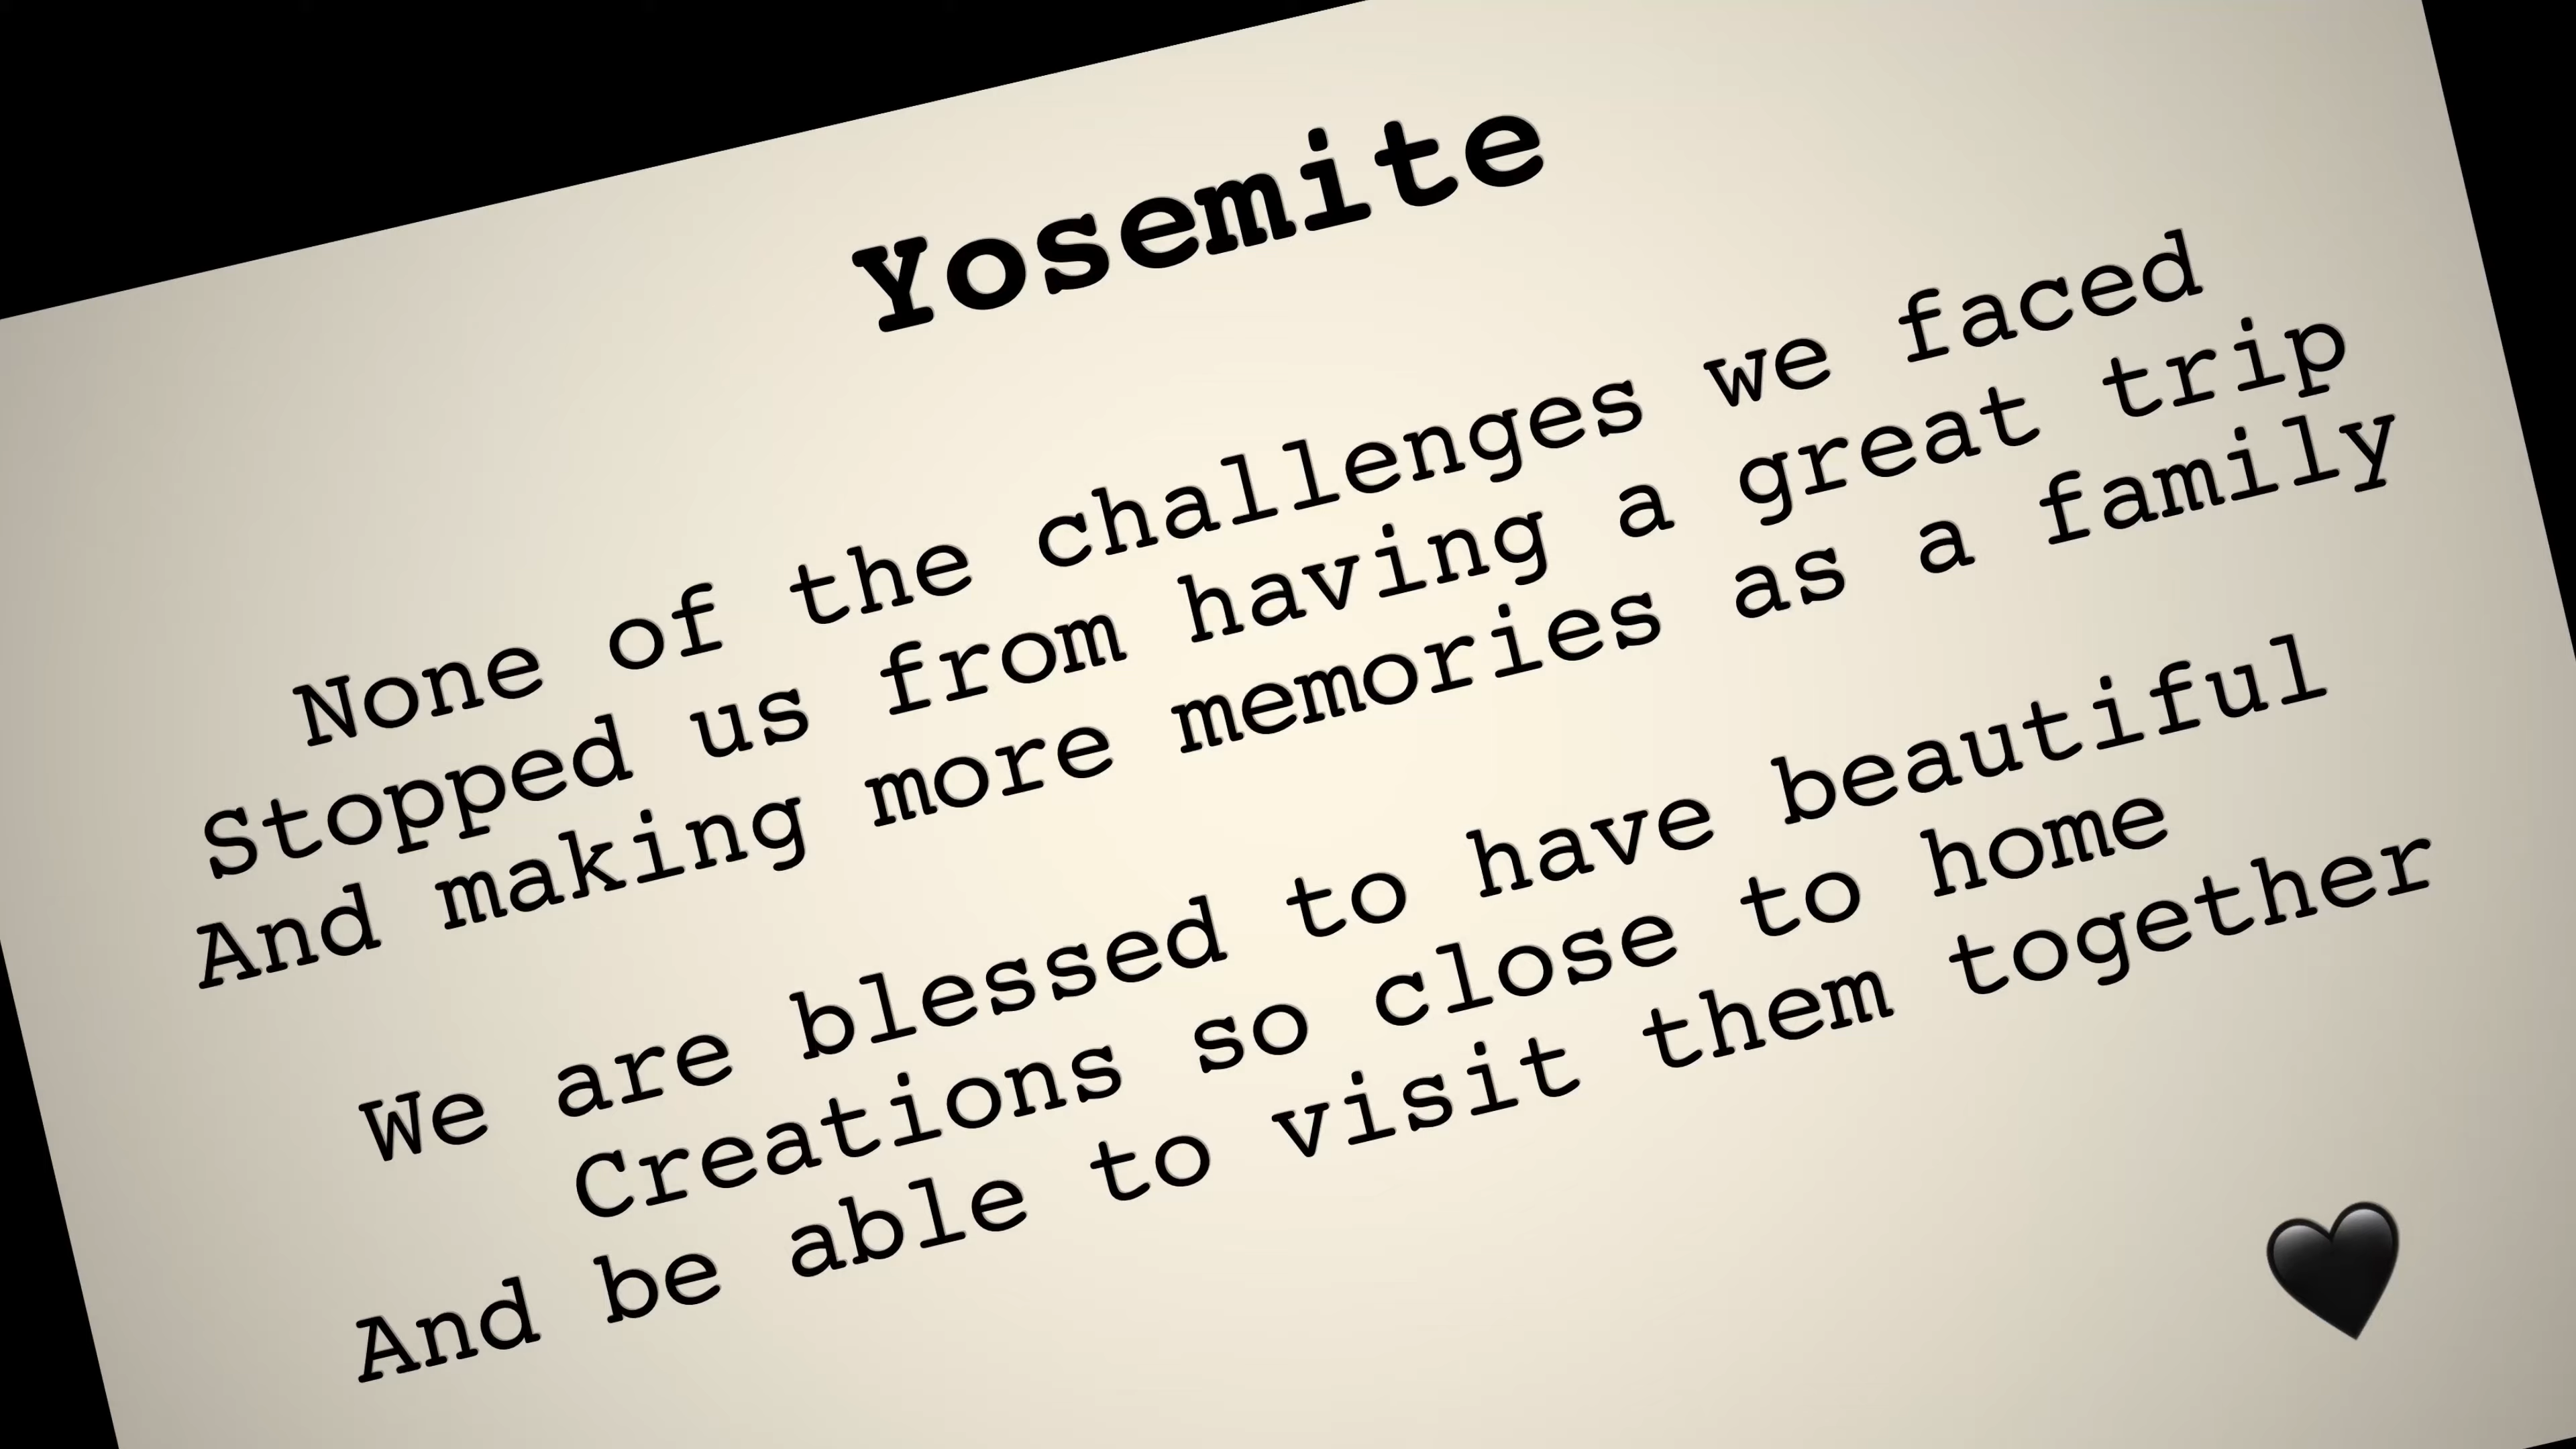 Yosemite
None of the challenges we faced
Stopped us from having a great trip
And making more memories as a family
We are blessed to have beautiful
Creations so close to home
And be able to visit them together
🖤